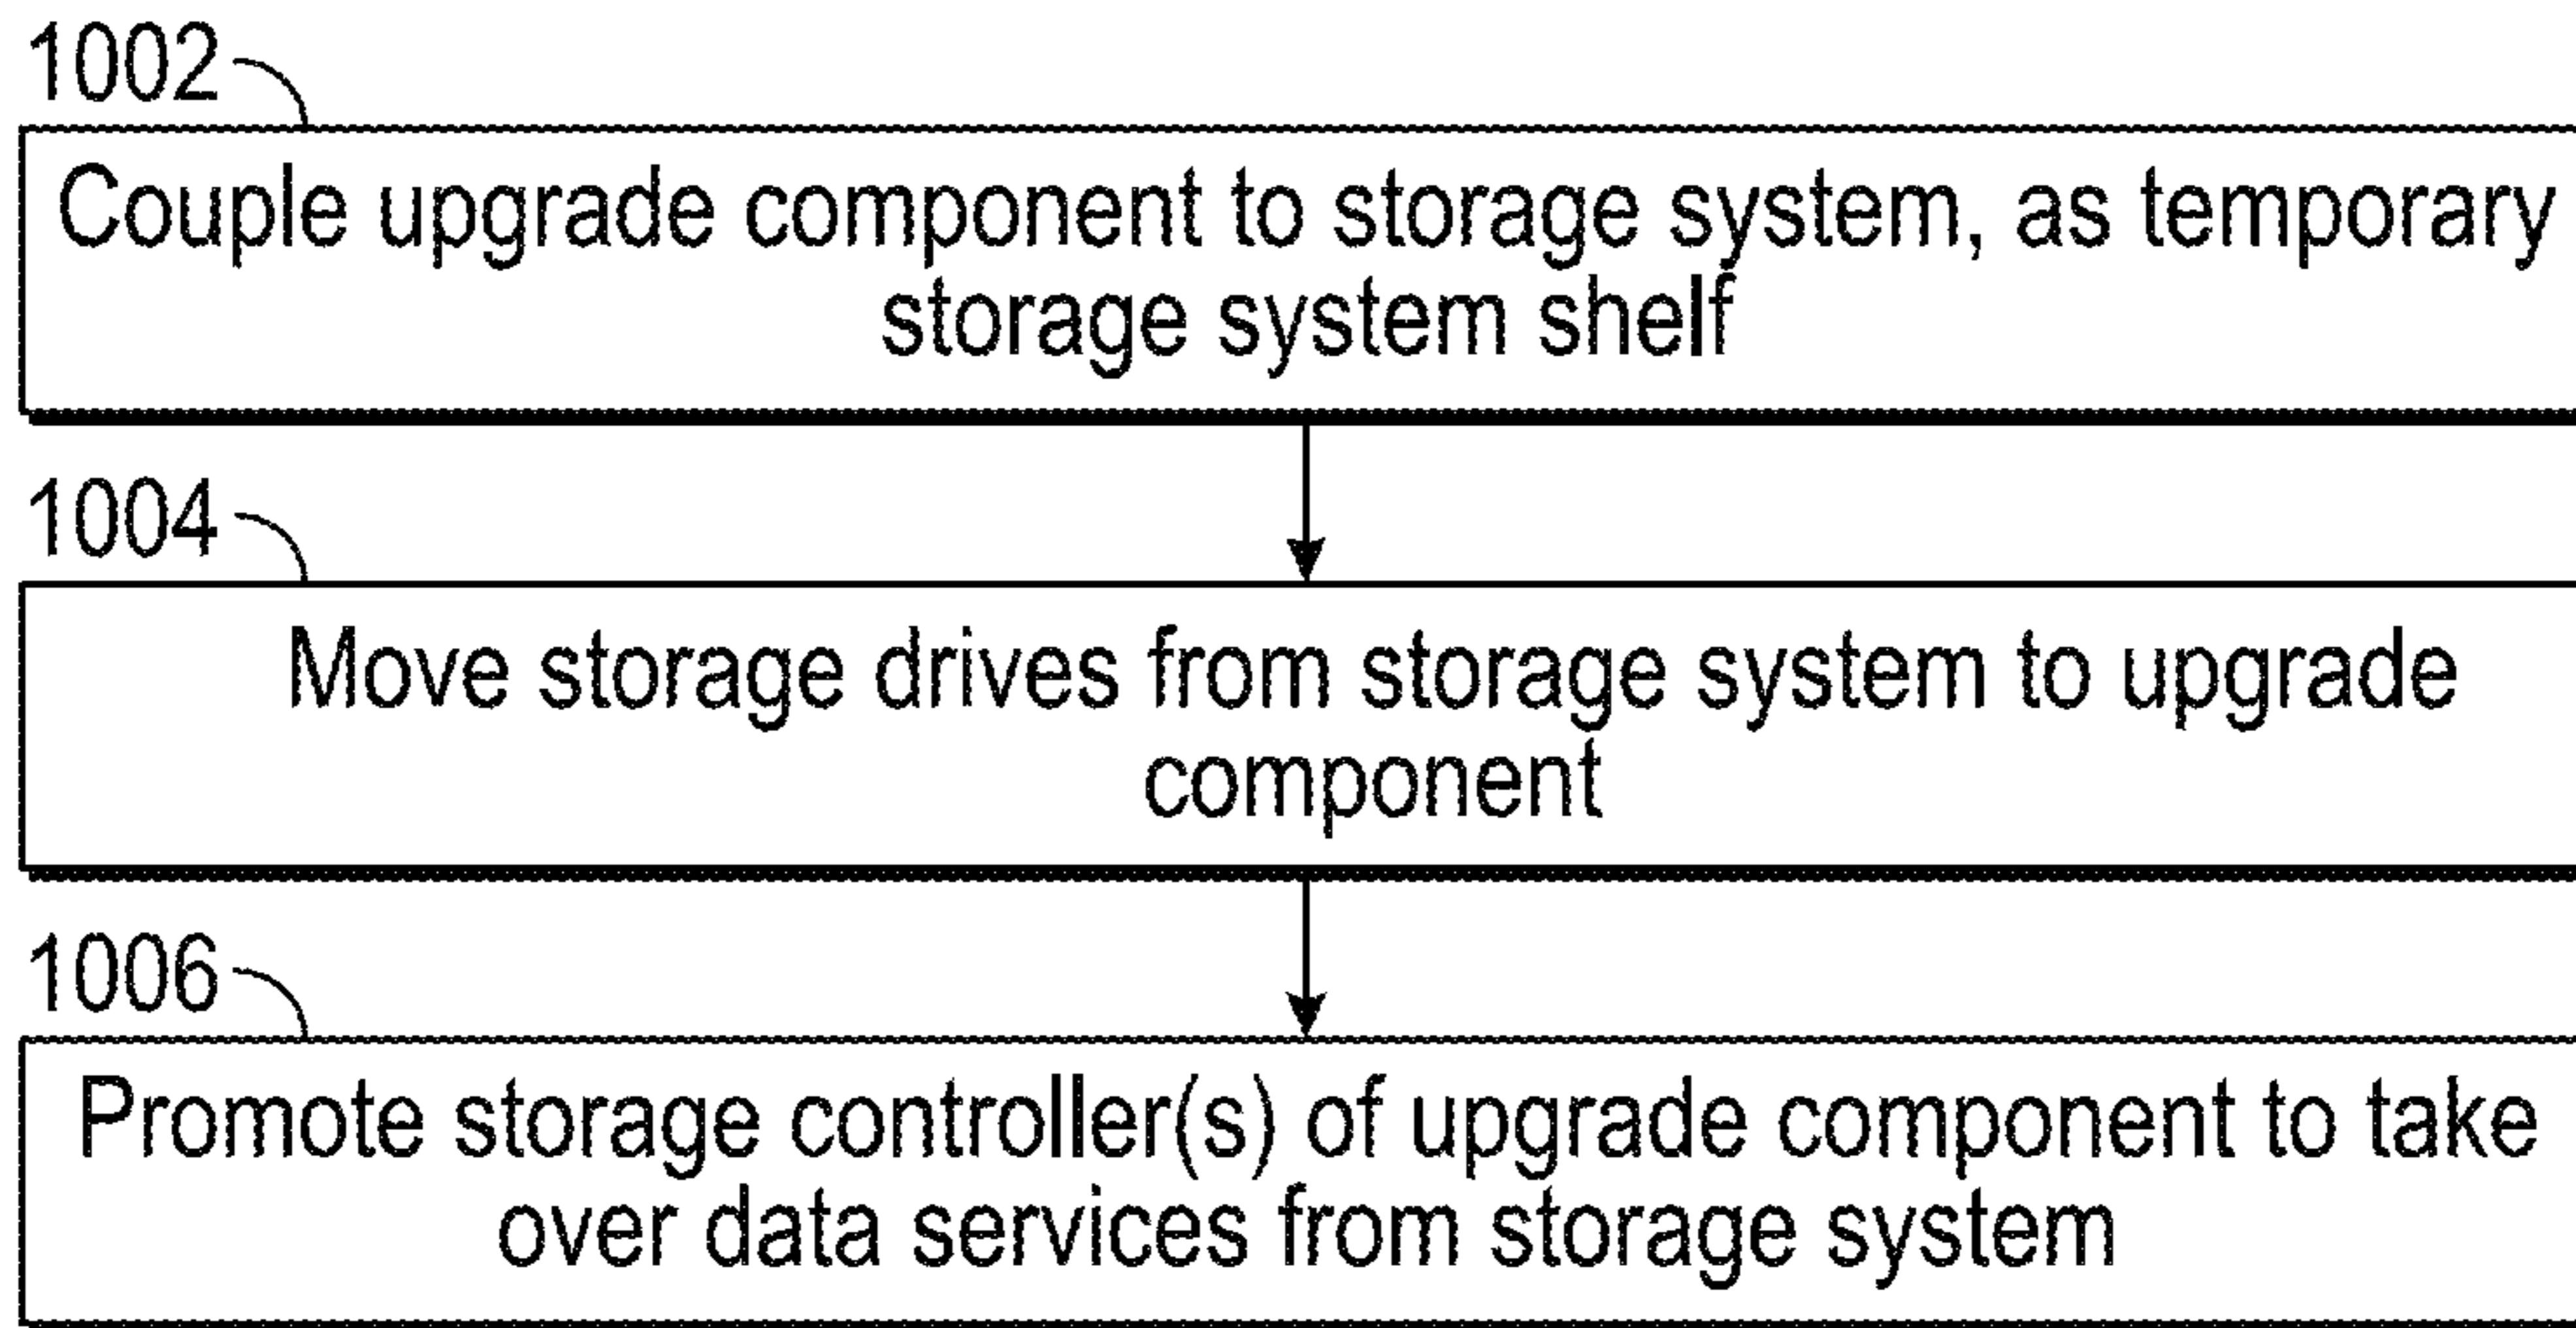 1002
Couple upgrade component to storage system, as temporary
storage system shelf
1004
Move storage drives from storage system to upgrade
component
1006
Promote storage controller(s) of upgrade component to take
over data services from storage system